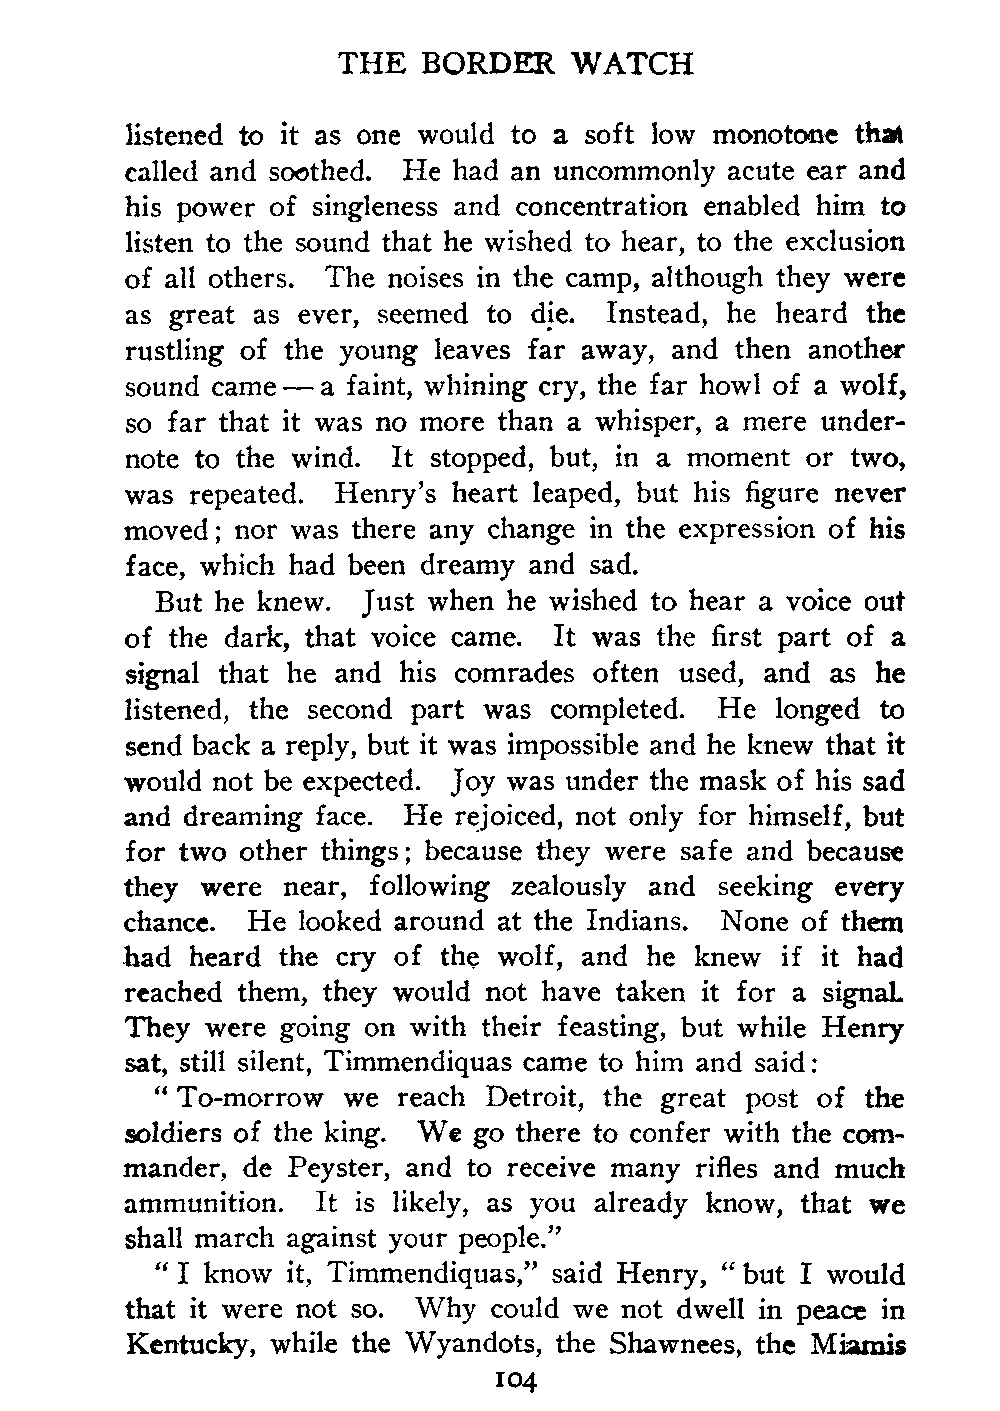 THE BORDER WATCH
listened to it as one would to a soft low monotone that
called and soothed. He had an uncommonly acute ear and
his power of singleness and concentration enabled him to
listen to the sound that he wished to hear, to the exclusion
of all others. The noises in the camp, although they were
as great as ever, seemed to die. Instead, he heard the
rustling of the young leaves far away, and then another
sound came — a faint, whining cry, the far howl of a wolf,
so far that it was no more than a whisper, a mere under-
note to the wind. It stopped, but, in a moment or two,
was repeated. Henry's heart leaped, but his figure never
moved; nor was there any change in the expression of his
face, which had been dreamy and sad.
But he knew. Just when he wished to hear a voice out
of the dark, that voice came. It was the first part of a
signal that he and his comrades often used, and as he
listened, the second part was completed. He longed to
send back a reply, but it was impossible and he knew that it
would not be expected. Joy was under the mask of his sad
and dreaming face. He rejoiced, not only for himself, but
for two other things; because they were safe and because
they were near, following zealously and seeking every
chance. He looked around at the Indians. None of them
had heard the cry of the wolf, and he knew if it had
reached them, they would not have taken it for a signal.
They were going on with their feasting, but while Henry
sat, still silent, Timmendiquas came to him and said:
"To-morrow we reach Detroit, the great post of the
soldiers of the king. We go there to confer with the com-
mander, de Peyster, and to receive many rifles and much
ammunition. It is likely, as you already know, that we
shall march against your people."
"I know it, Timmendiquas," said Henry, "but I would
that it were not so. Why could we not dwell in peace in
Kentucky, while the Wyandots, the Shawnees, the Miamis
104